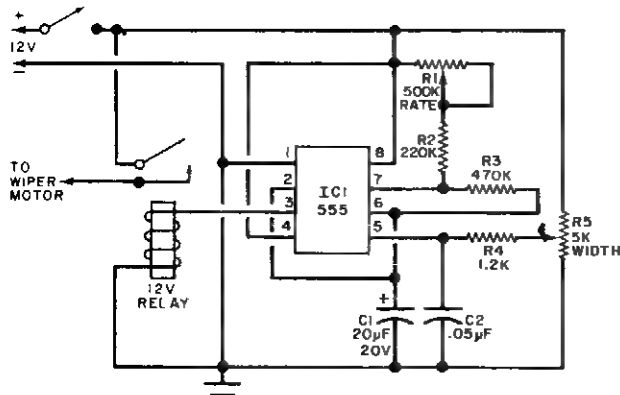 +
12V
−
R1
500K
RATE
R2
220K
R3
470K
TO
WIPER
MOTOR
1
2
3
4
IC1
555
8
7
6
5
R4
1.2K
R5
5K
WIDTH
12V
RELAY
+
C1
20µF
20V
C2
.05µF